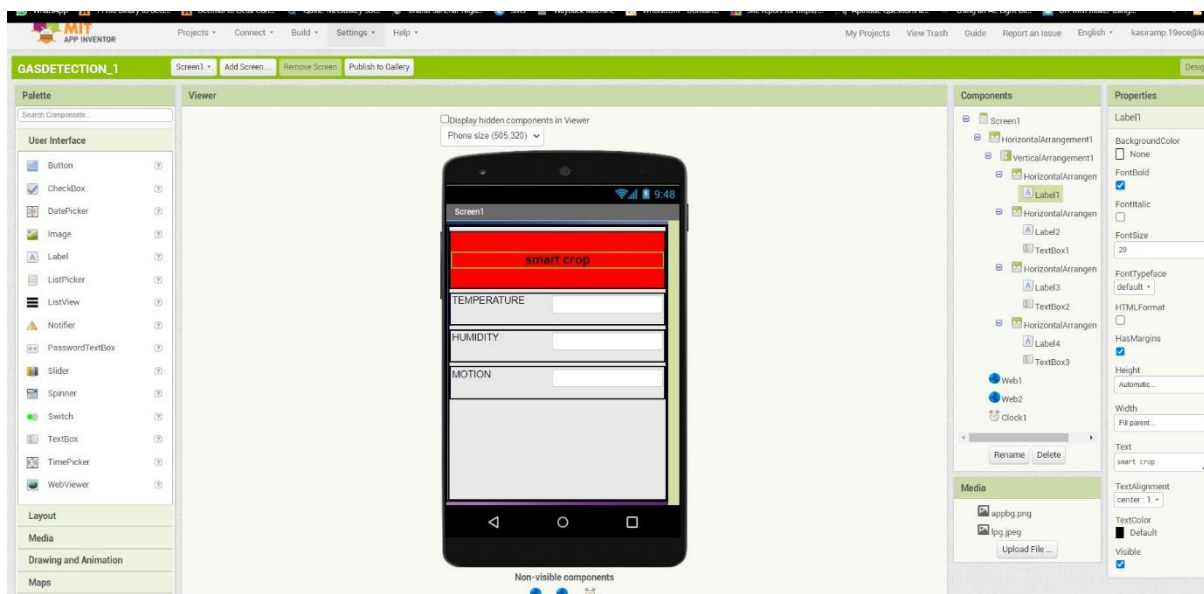 MIT
APP INVENTOR
Projects Connect Build Settings Help
My Projects View Trash Guide Report an Issue English kasiramp.19ece@k
GASDETECTION_1
Screen1 Add Screen ... Remove Screen Publish to Gallery
Palette
Search Components...
User Interface
Button
CheckBox
DatePicker
Image
Label
ListPicker
ListView
Notifier
PasswordTextBox
Slider
Spinner
Switch
TextBox
TimePicker
WebViewer
Layout
Media
Drawing and Animation
Maps
Viewer
Display hidden components in Viewer
Phone size (505,320)
9:48
Screen1
smart crop
TEMPERATURE
HUMIDITY
MOTION
Non-visible components
Components
Screen1
HorizontalArrangement1
VerticalArrangement1
HorizontalArrangen
Label1
HorizontalArrangen
Label2
TextBox1
HorizontalArrangen
Label3
TextBox2
HorizontalArrangen
Label4
TextBox3
Web1
Web2
Clock1
Rename Delete
Media
appbg.png
lpg.jpeg
Upload File ...
Properties
Label1
BackgroundColor
None
FontBold
FontItalic
FontSize
20
FontTypeface
default
HTMLFormat
HasMargins
Height
Automatic...
Width
Fill parent...
Text
smart crop
TextAlignment
center : 1
TextColor
Default
Visible